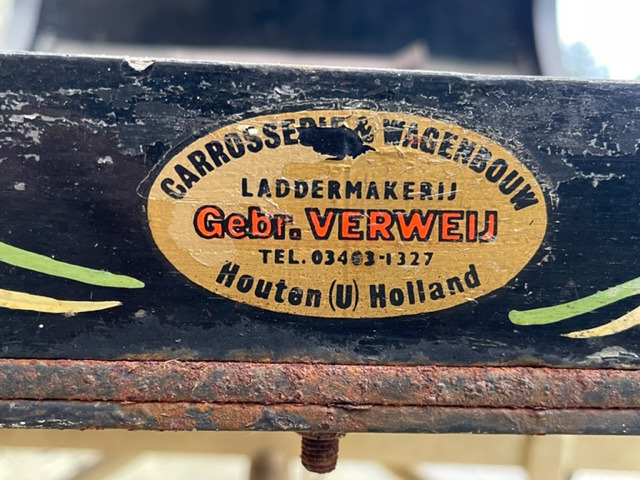 CARROSSERIE & WAGENBOUW
LADDERMAKERIJ
Gebr. VERWEIJ
TEL. 03403-1327
Houten (U) Holland